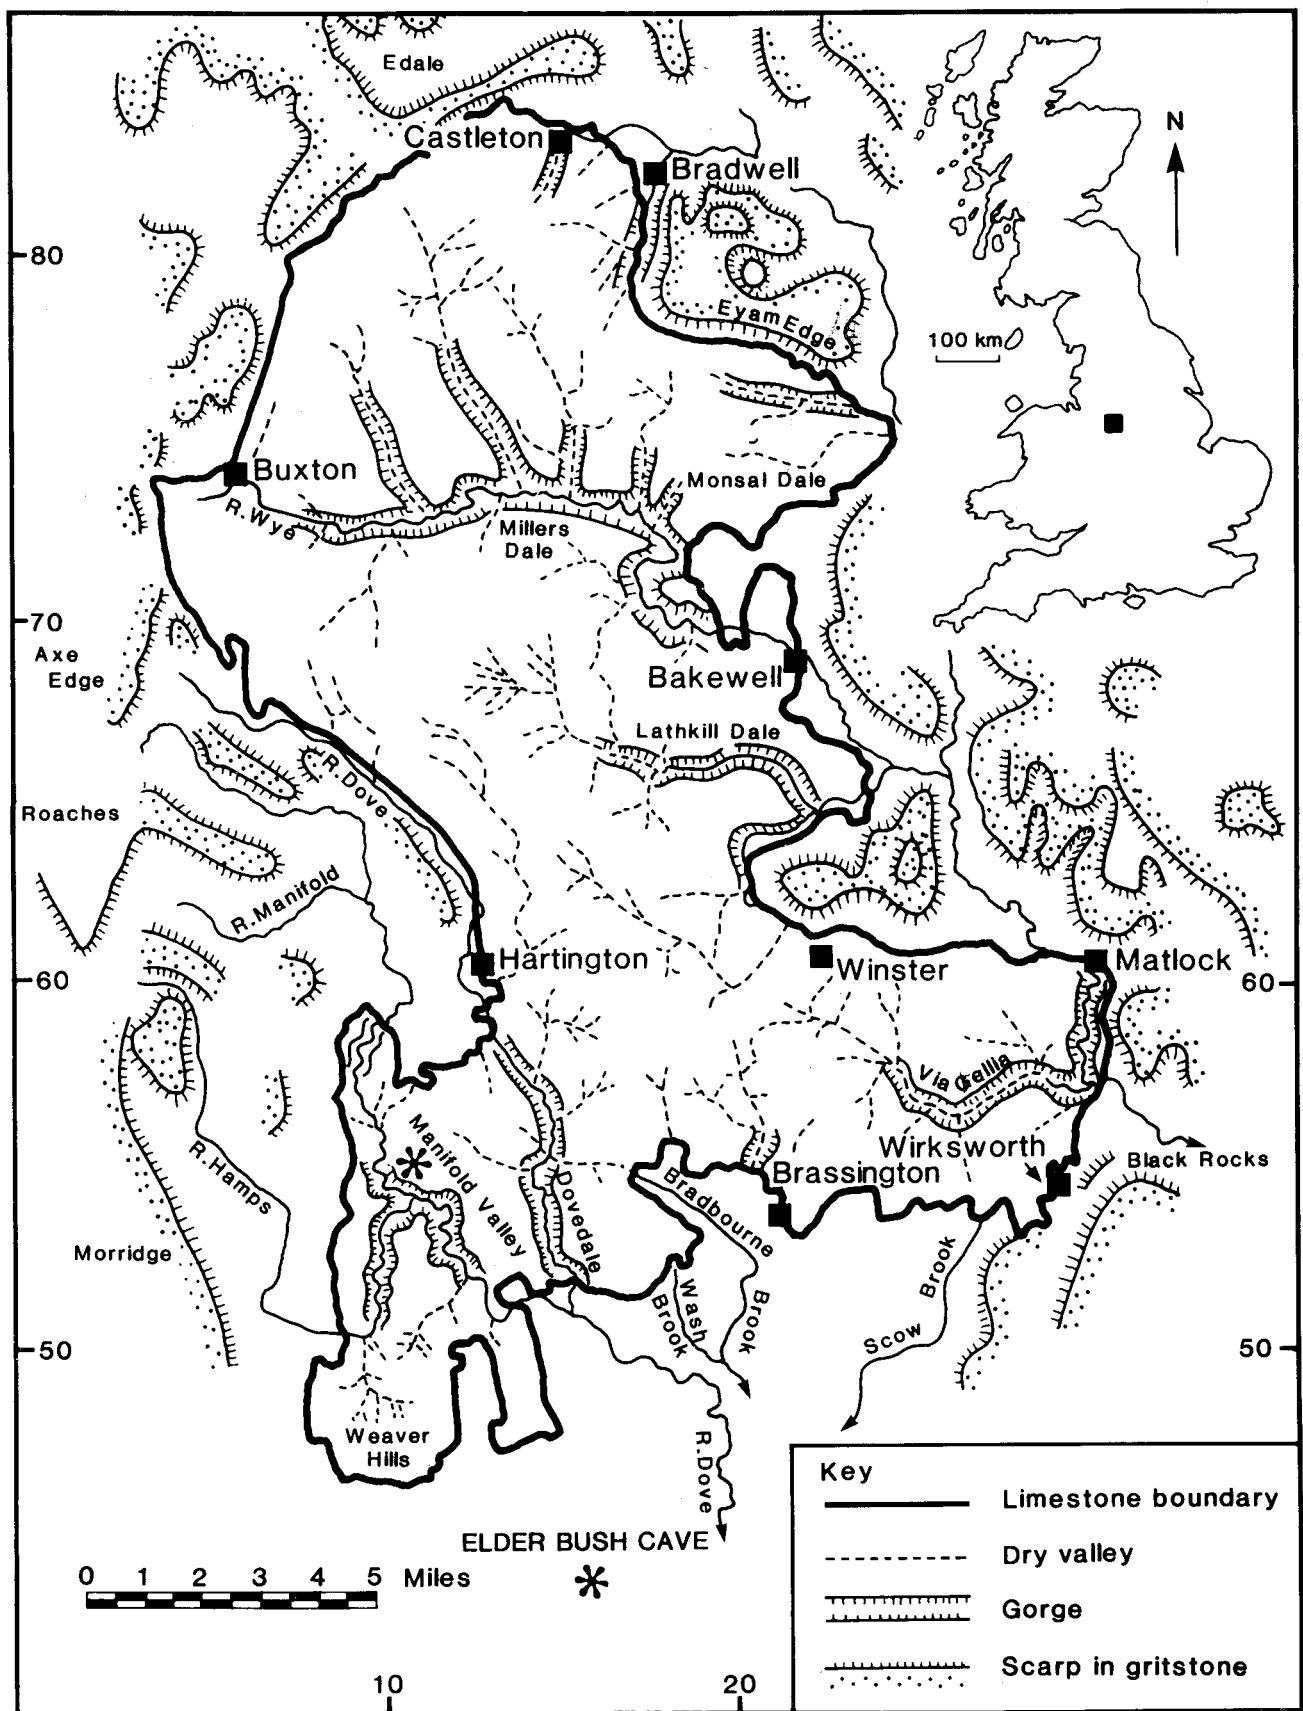 Edale
Castleton
Bradwell
N
80
Eyam Edge
100 km
Buxton
Monsal Dale
R. Wye
Millers
Dale
70
Axe
Edge
Bakewell
Lathkill Dale
R. Dove
Roaches
R. Manifold
Hartington
Winster
Matlock
60
60
Via Gellia
Manifold Valley
Wirksworth
Black Rocks
Brassington
R. Hamps
Dovedale
Bradbourne
Brook
Morridge
Wash
Brook
Scow
Brook
50
50
Weaver
Hills
R. Dove
ELDER BUSH CAVE
0 1 2 3 4 5 Miles
Key
Limestone boundary
Dry valley
Gorge
Scarp in gritstone
10
20